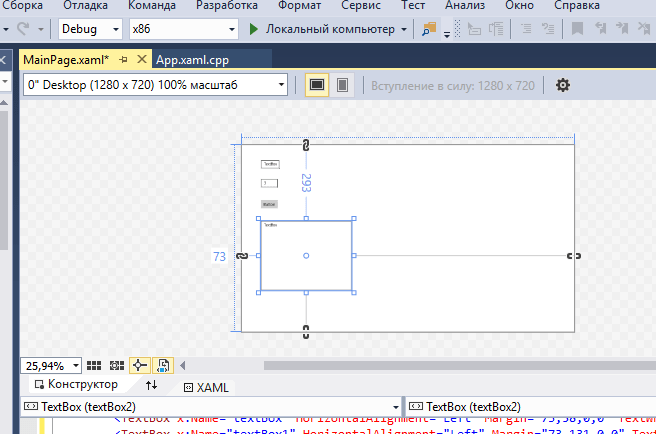 Сборка Отладка Команда Разработка Формат Сервис Тест Анализ Окно Справка
Debug x86 Локальный компьютер
MainPage.xaml* App.xaml.cpp
0" Desktop (1280 x 720) 100% масштаб Вступление в силу: 1280 x 720
TextBox
293
Button
TextBox
73
25,94%
Конструктор XAML
TextBox (textBox2) TextBox (textBox2)
<TextBox x:Name="textBox" HorizontalAlignment="Left" Margin="73,58,0,0"
<TextBox x:Name="textBox1" HorizontalAlignment="Left" Margin="73,131,0,0"